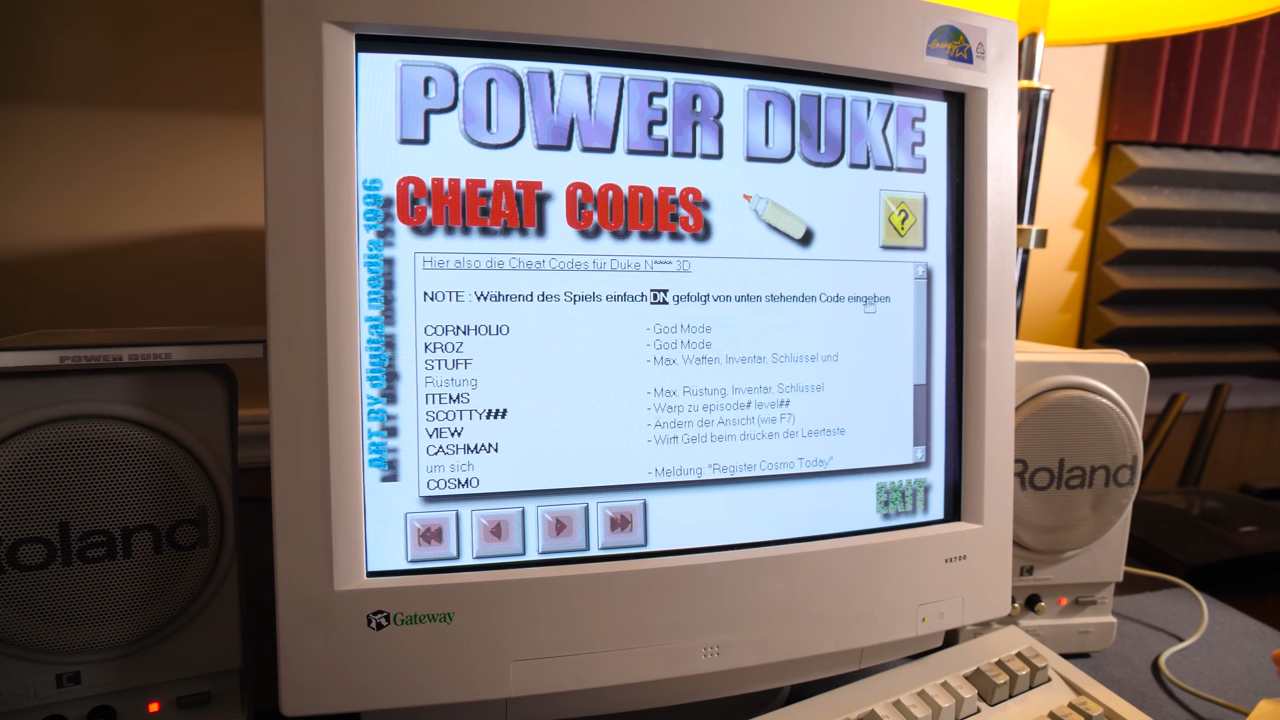 POWER DUKE
CHEAT CODES
ART BY digital media 1996
Hier also die Cheat Codes für Duke N**** 3D
NOTE : Während des Spiels einfach DN gefolgt von unten stehenden Code eingeben
CORNHOLIO - God Mode
KROZ - God Mode
STUFF - Max. Waffen, Inventar, Schlüssel und
Rüstung
ITEMS - Max. Rüstung, Inventar, Schlüssel
SCOTTY## - Warp zu episode# level##
VIEW - Ändern der Ansicht (wie F7)
CASHMAN - Wirft Geld beim drücken der Leertaste
um sich
COSMO - Meldung: "Register Cosmo Today"
EXIT
?
energy
POWER DUKE
Roland
Roland
Gateway
VX700